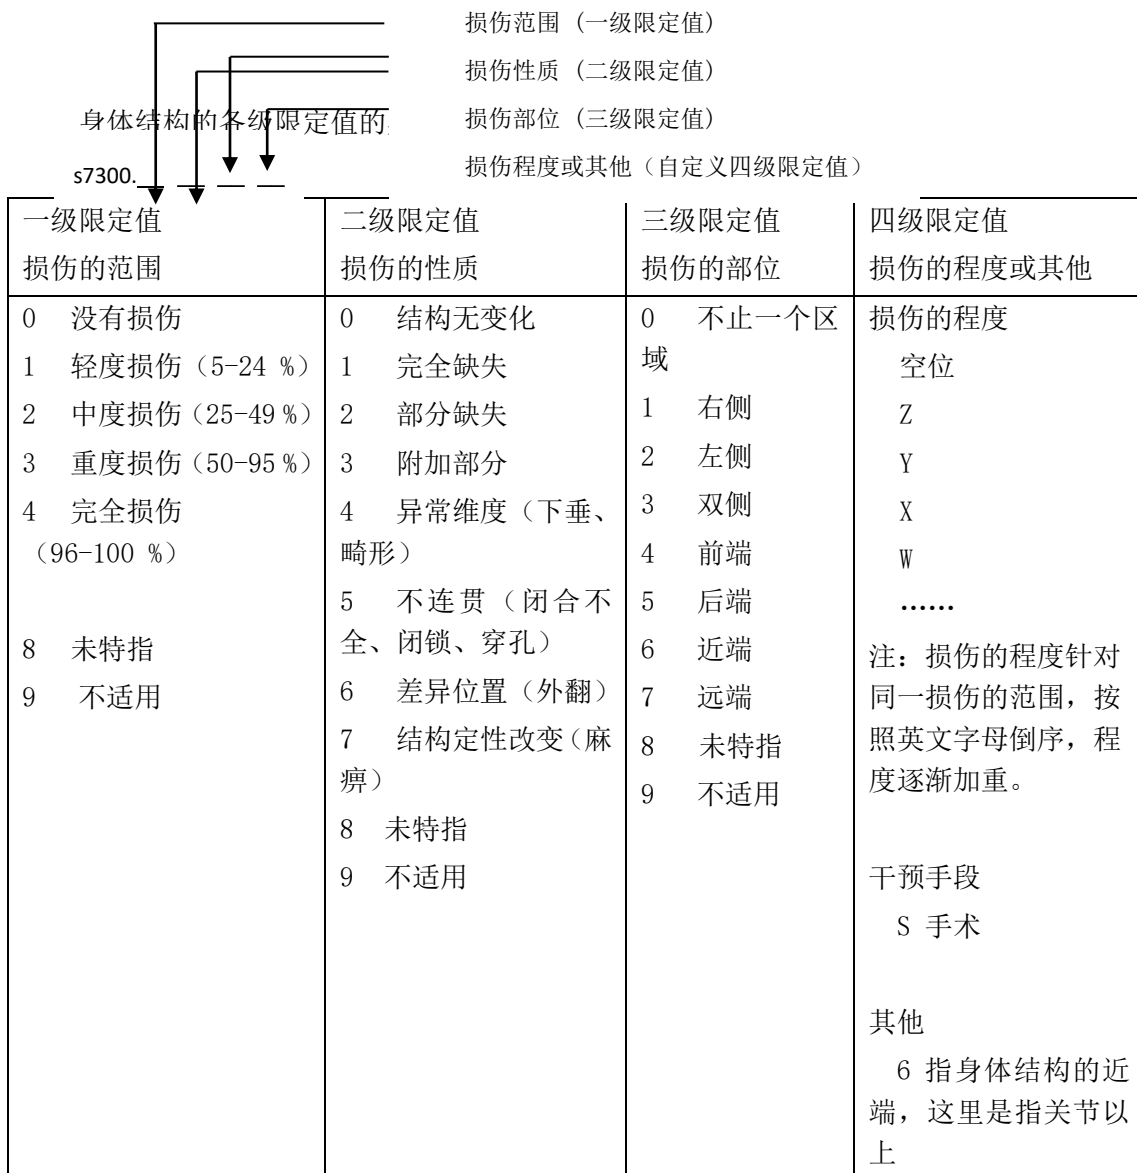 损伤范围 (一级限定值)
损伤性质 (二级限定值)
身体结构的各级限定值的
损伤部位 (三级限定值)
损伤程度或其他（自定义四级限定值）
s7300.__ __ __ __
一级限定值
损伤的范围
0 没有损伤
1 轻度损伤（5-24 %）
2 中度损伤（25-49 %）
3 重度损伤（50-95 %）
4 完全损伤
（96-100 %）
8 未特指
9 不适用
二级限定值
损伤的性质
0 结构无变化
1 完全缺失
2 部分缺失
3 附加部分
4 异常维度（下垂、
畸形）
5 不连贯（闭合不
全、闭锁、穿孔）
6 差异位置（外翻）
7 结构定性改变（麻
痹）
8 未特指
9 不适用
三级限定值
损伤的部位
0 不止一个区
域
1 右侧
2 左侧
3 双侧
4 前端
5 后端
6 近端
7 远端
8 未特指
9 不适用
四级限定值
损伤的程度或其他
损伤的程度
空位
Z
Y
X
W
……
注：损伤的程度针对
同一损伤的范围，按
照英文字母倒序，程
度逐渐加重。
干预手段
S 手术
其他
6 指身体结构的近
端，这里是指关节以
上